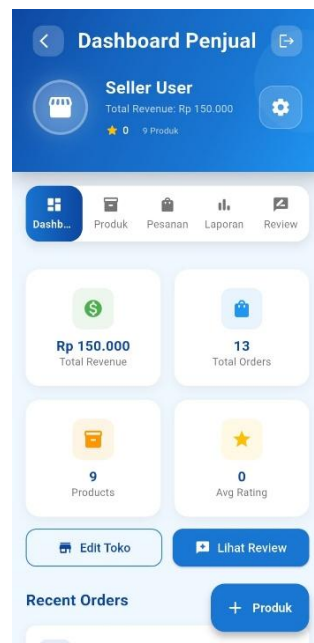 Dashboard Penjual
Seller User
Total Revenue: Rp 150.000
0 9 Produk
Dashb...
Produk
Pesanan
Laporan
Review
Rp 150.000
Total Revenue
13
Total Orders
9
Products
0
Avg Rating
Edit Toko
Lihat Review
Recent Orders
+ Produk